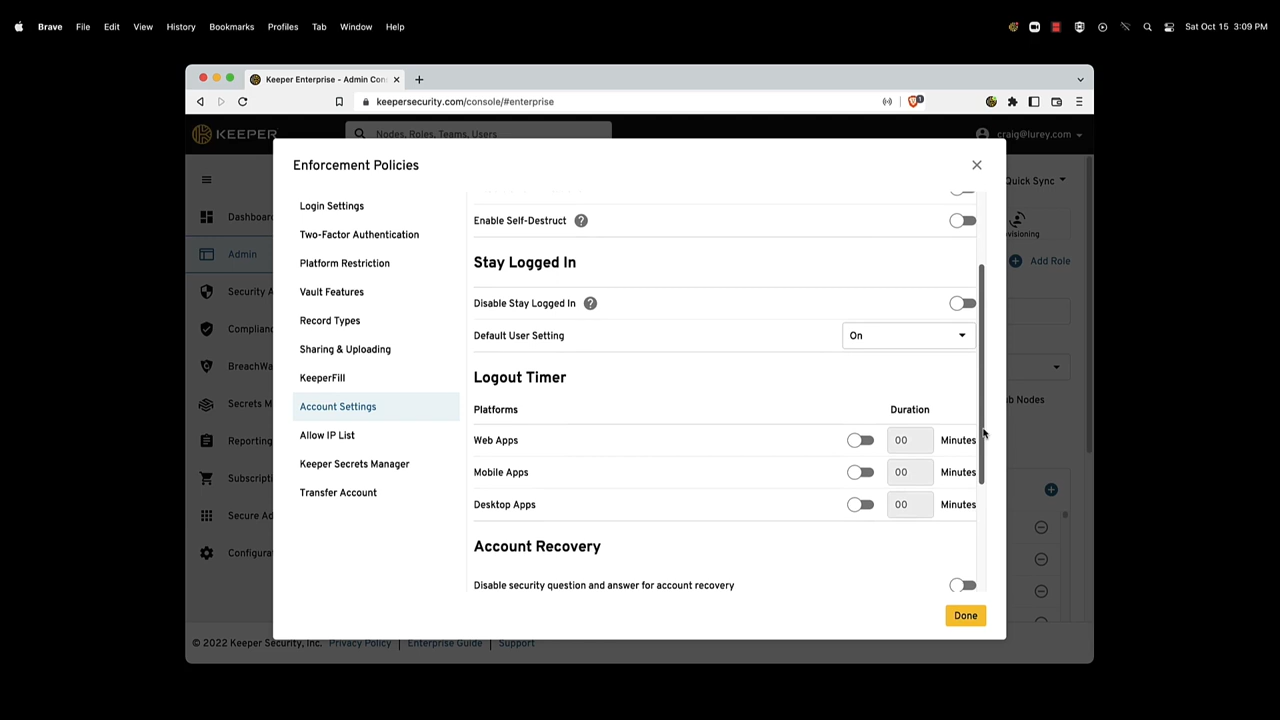 Brave File Edit View History Bookmarks Profiles Tab Window Help Sat Oct 15 3:09 PM
Keeper Enterprise - Admin Con
keepersecurity.com/console/#enterprise
KEEPER Nodes, Roles, Teams, Users craig@lurey.com
Enforcement Policies
Quick Sync
Login Settings
Dashboa
Enable Self-Destruct
visioning
Two-Factor Authentication
Admin
Stay Logged In
Add Role
Platform Restriction
Security A
Vault Features
Disable Stay Logged In
Record Types
Complianc
Default User Setting On
Sharing & Uploading
BreachWa
KeeperFill
Logout Timer
Account Settings
Secrets M
Platforms Duration
ub Nodes
Allow IP List
Reporting
Web Apps 00 Minutes
Keeper Secrets Manager
Subscripti
Mobile Apps 00 Minutes
Transfer Account
Secure Ad
Desktop Apps 00 Minutes
Configura
Account Recovery
Disable security question and answer for account recovery
Done
© 2022 Keeper Security, Inc. Privacy Policy | Enterprise Guide | Support